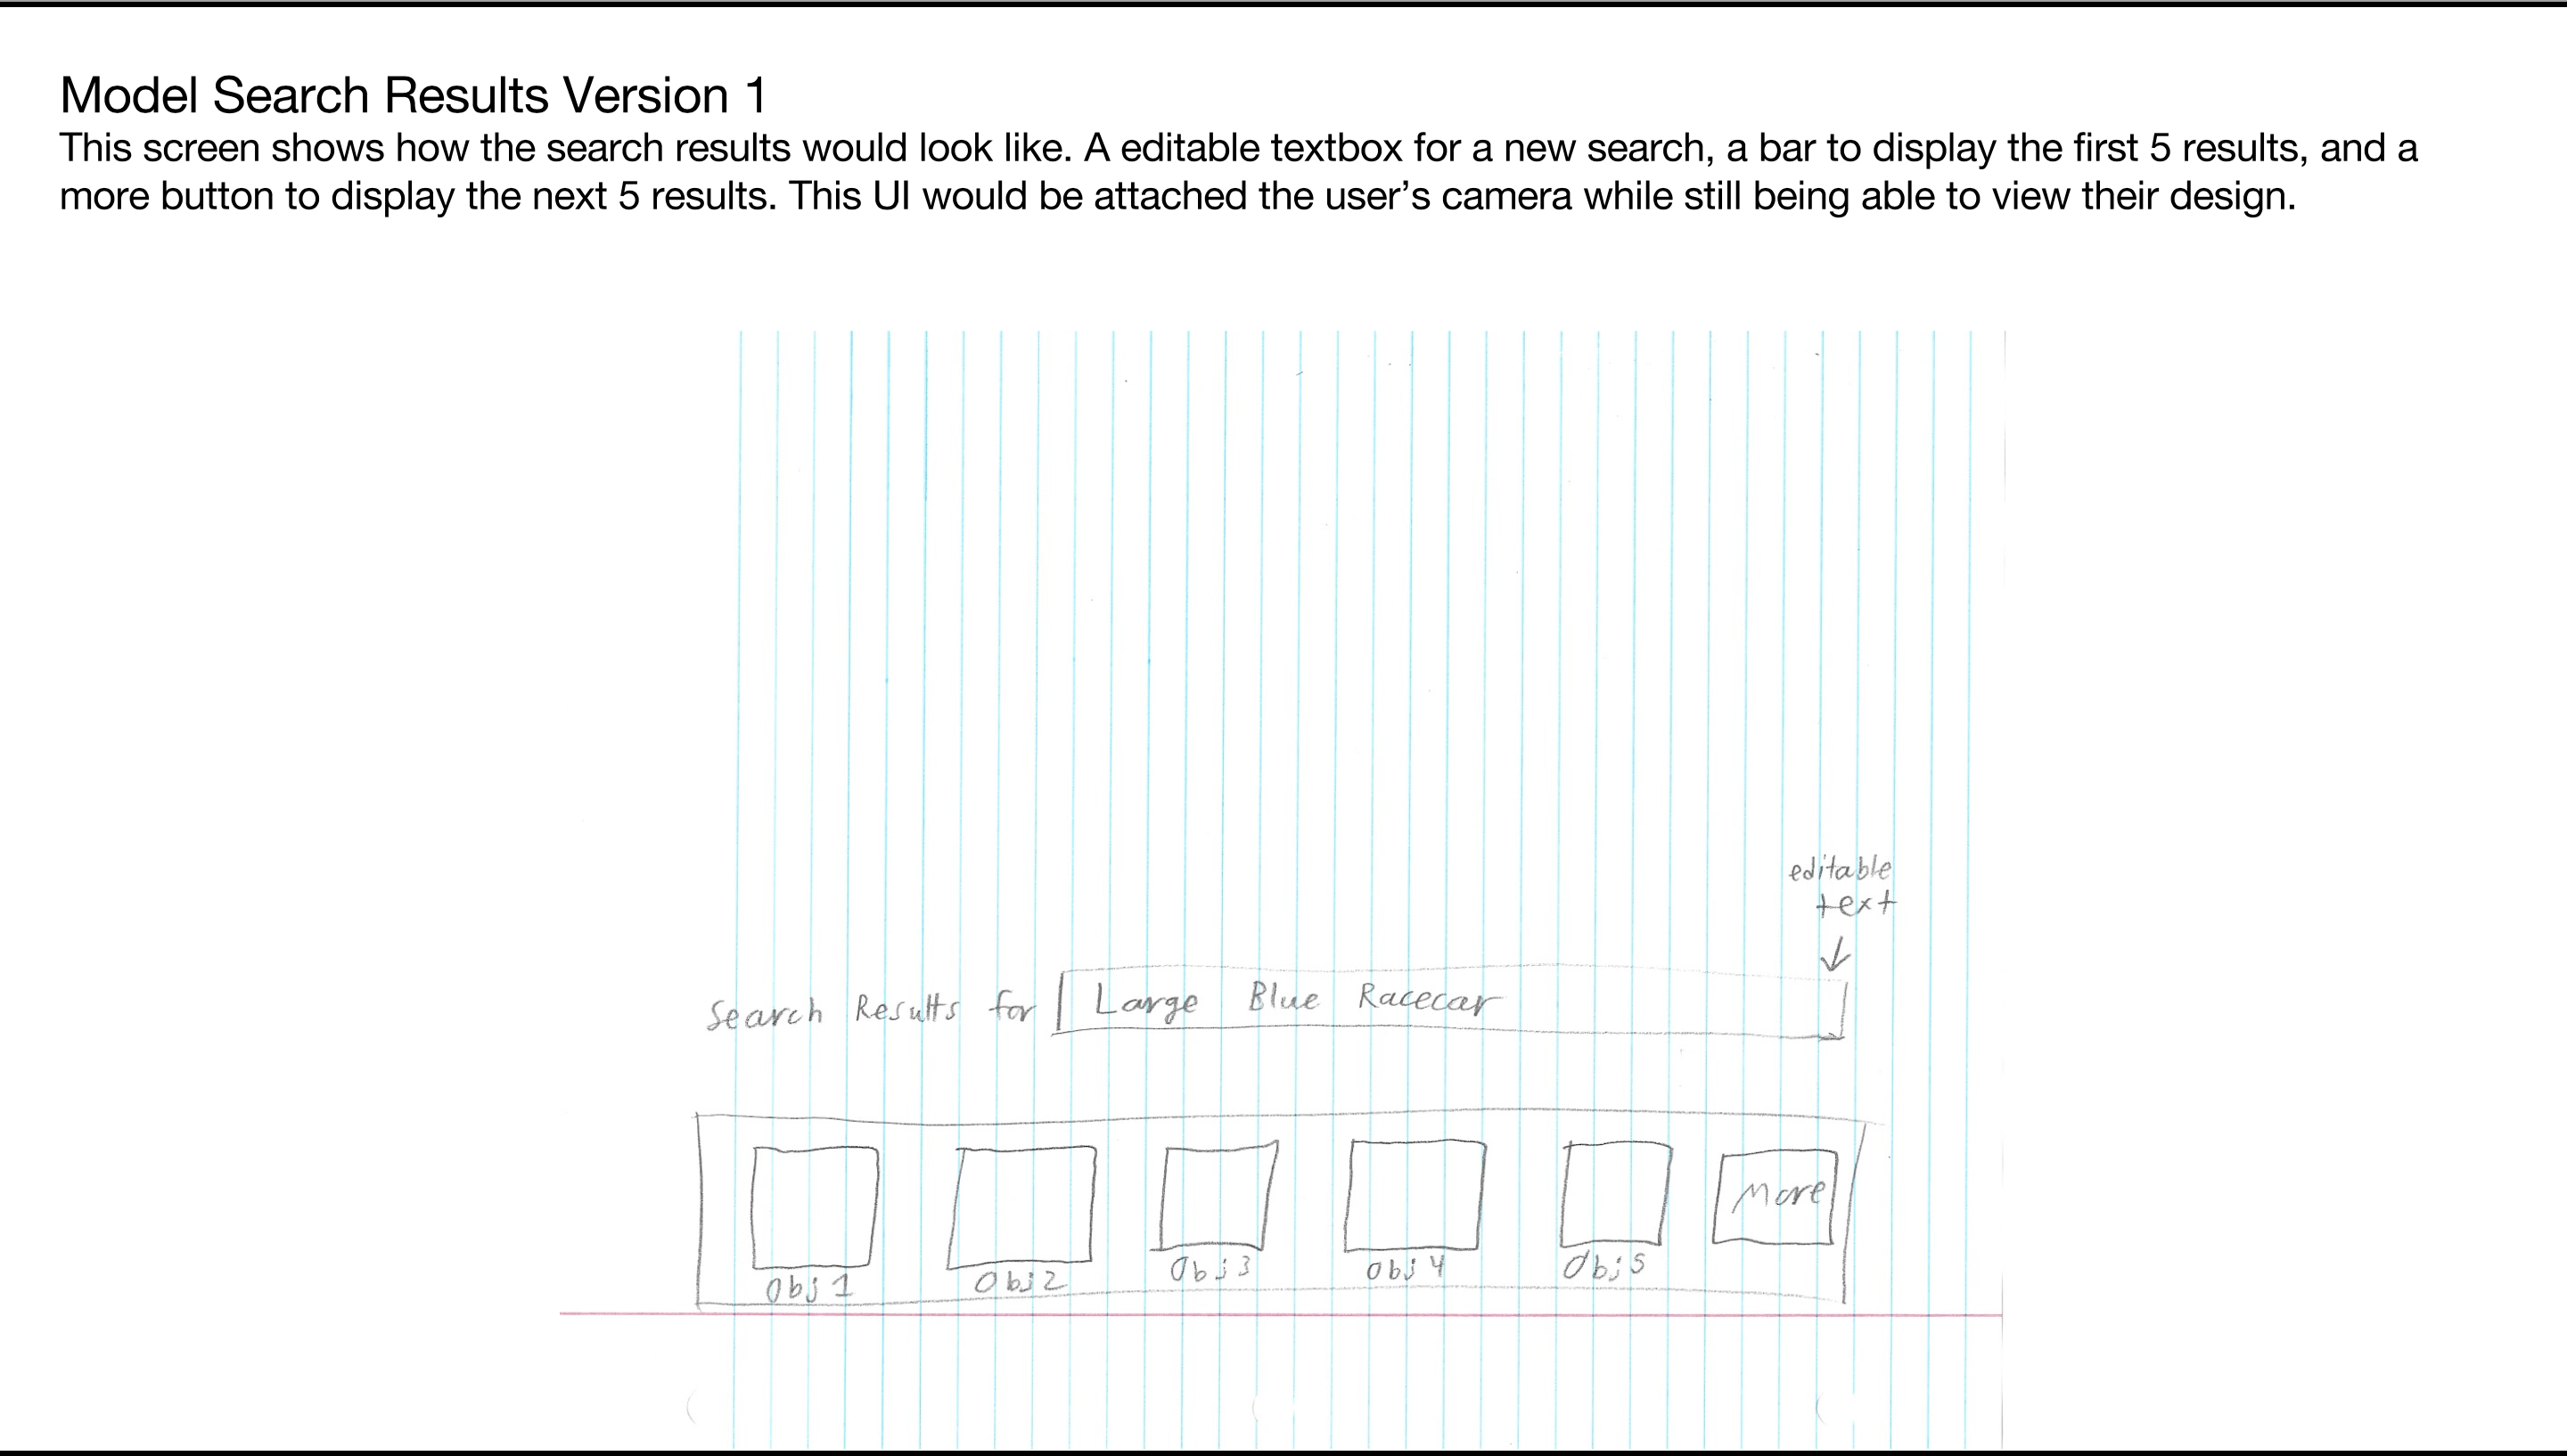 Model Search Results Version 1
This screen shows how the search results would look like. A editable textbox for a new search, a bar to display the first 5 results, and a
more button to display the next 5 results. This UI would be attached the user’s camera while still being able to view their design.
editable
text
Search Results for Large Blue Racecar
More
Obj 1 Obj 2 Obj 3 Obj 4 Obj 5